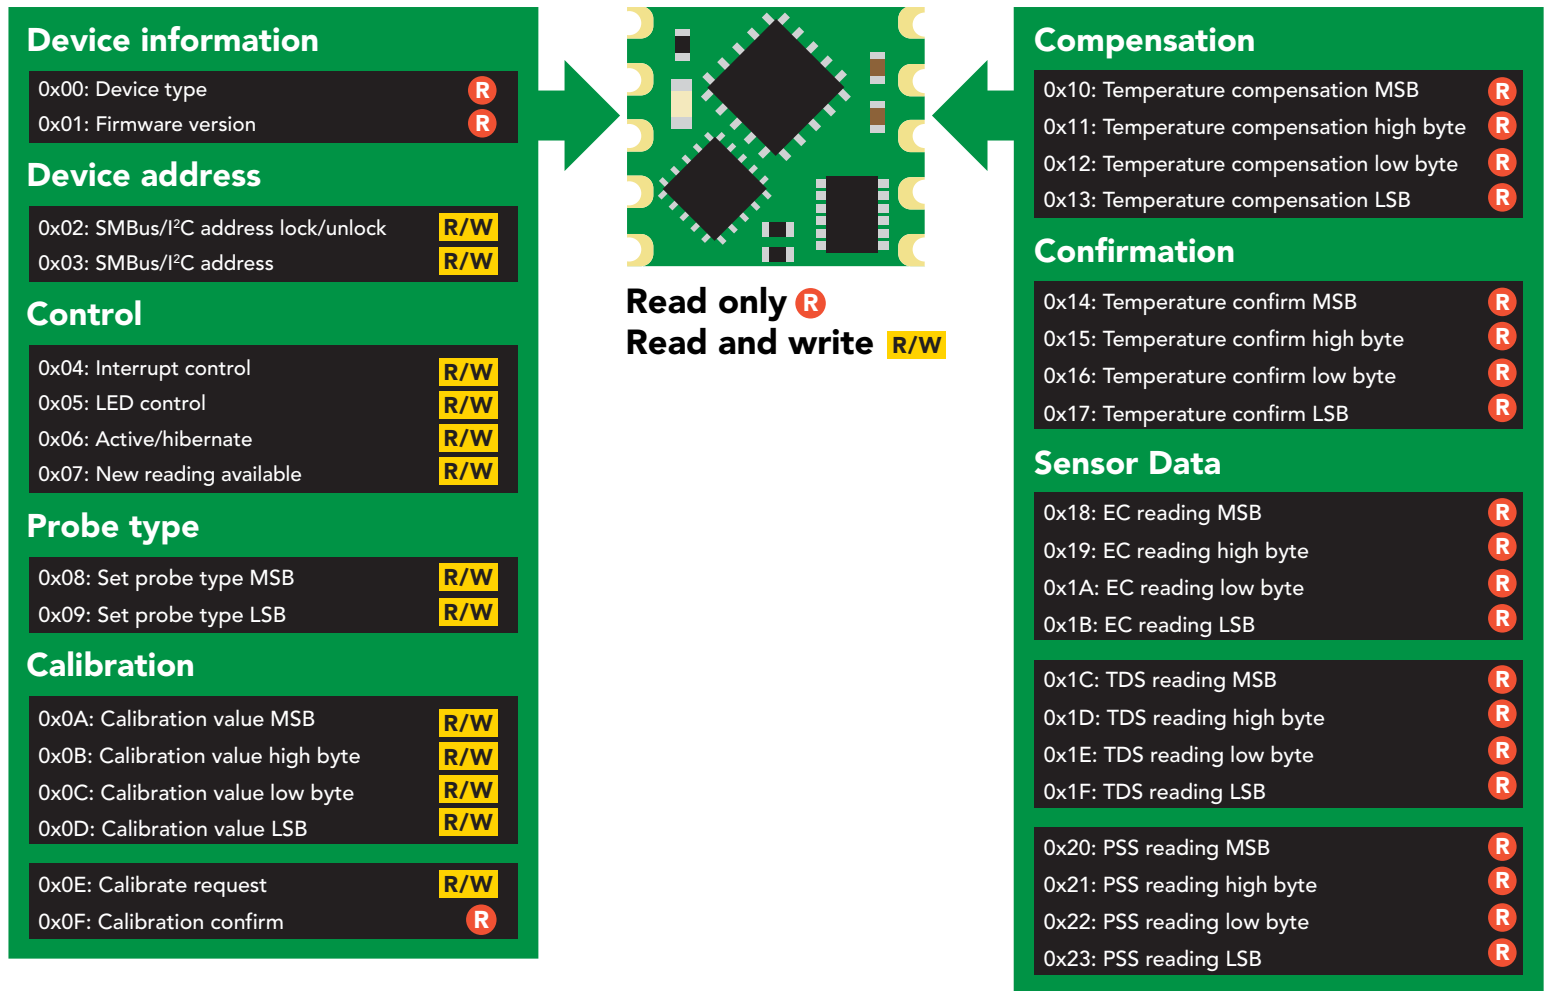 Device information
0x00: Device type R
0x01: Firmware version R
Device address
0x02: SMBus/I²C address lock/unlock R/W
0x03: SMBus/I²C address R/W
Control
0x04: Interrupt control R/W
0x05: LED control R/W
0x06: Active/hibernate R/W
0x07: New reading available R/W
Probe type
0x08: Set probe type MSB R/W
0x09: Set probe type LSB R/W
Calibration
0x0A: Calibration value MSB R/W
0x0B: Calibration value high byte R/W
0x0C: Calibration value low byte R/W
0x0D: Calibration value LSB R/W
0x0E: Calibrate request R/W
0x0F: Calibration confirm R
Read only R
Read and write R/W
Compensation
0x10: Temperature compensation MSB R
0x11: Temperature compensation high byte R
0x12: Temperature compensation low byte R
0x13: Temperature compensation LSB R
Confirmation
0x14: Temperature confirm MSB R
0x15: Temperature confirm high byte R
0x16: Temperature confirm low byte R
0x17: Temperature confirm LSB R
Sensor Data
0x18: EC reading MSB R
0x19: EC reading high byte R
0x1A: EC reading low byte R
0x1B: EC reading LSB R
0x1C: TDS reading MSB R
0x1D: TDS reading high byte R
0x1E: TDS reading low byte R
0x1F: TDS reading LSB R
0x20: PSS reading MSB R
0x21: PSS reading high byte R
0x22: PSS reading low byte R
0x23: PSS reading LSB R